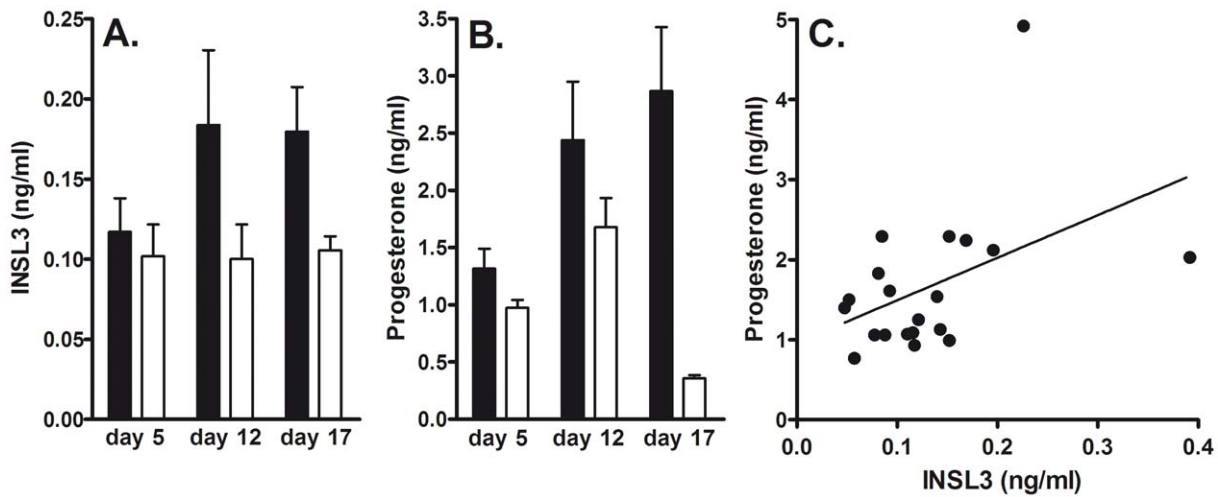 A.
INSL3 (ng/ml)
0.25
0.20
0.15
0.10
0.05
0.00
day 5 day 12 day 17
B.
Progesterone (ng/ml)
3.5
3.0
2.5
2.0
1.5
1.0
0.5
0.0
day 5 day 12 day 17
C.
Progesterone (ng/ml)
5
4
3
2
1
0
0.0 0.1 0.2 0.3 0.4
INSL3 (ng/ml)